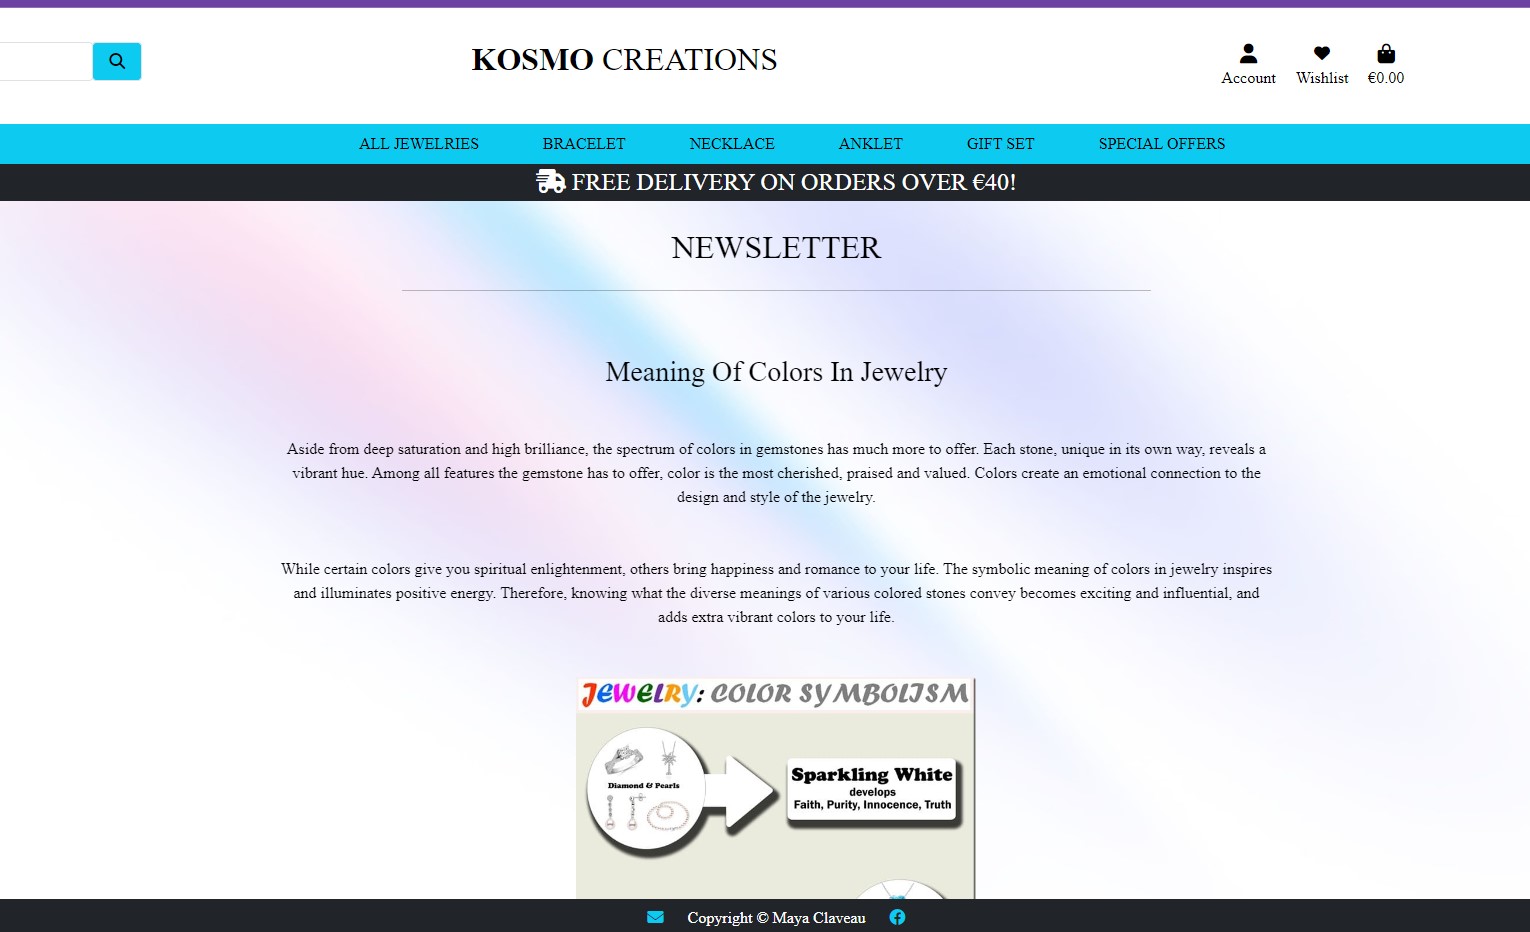 KOSMO CREATIONS
Account
Wishlist
€0.00
ALL JEWELRIES
BRACELET
NECKLACE
ANKLET
GIFT SET
SPECIAL OFFERS
FREE DELIVERY ON ORDERS OVER €40!
NEWSLETTER
Meaning Of Colors In Jewelry
Aside from deep saturation and high brilliance, the spectrum of colors in gemstones has much more to offer. Each stone, unique in its own way, reveals a
vibrant hue. Among all features the gemstone has to offer, color is the most cherished, praised and valued. Colors create an emotional connection to the
design and style of the jewelry.
While certain colors give you spiritual enlightenment, others bring happiness and romance to your life. The symbolic meaning of colors in jewelry inspires
and illuminates positive energy. Therefore, knowing what the diverse meanings of various colored stones convey becomes exciting and influential, and
adds extra vibrant colors to your life.
JEWELRY: COLOR SYMBOLISM
Diamond & Pearls
Sparkling White
develops
Faith, Purity, Innocence, Truth
Copyright © Maya Claveau